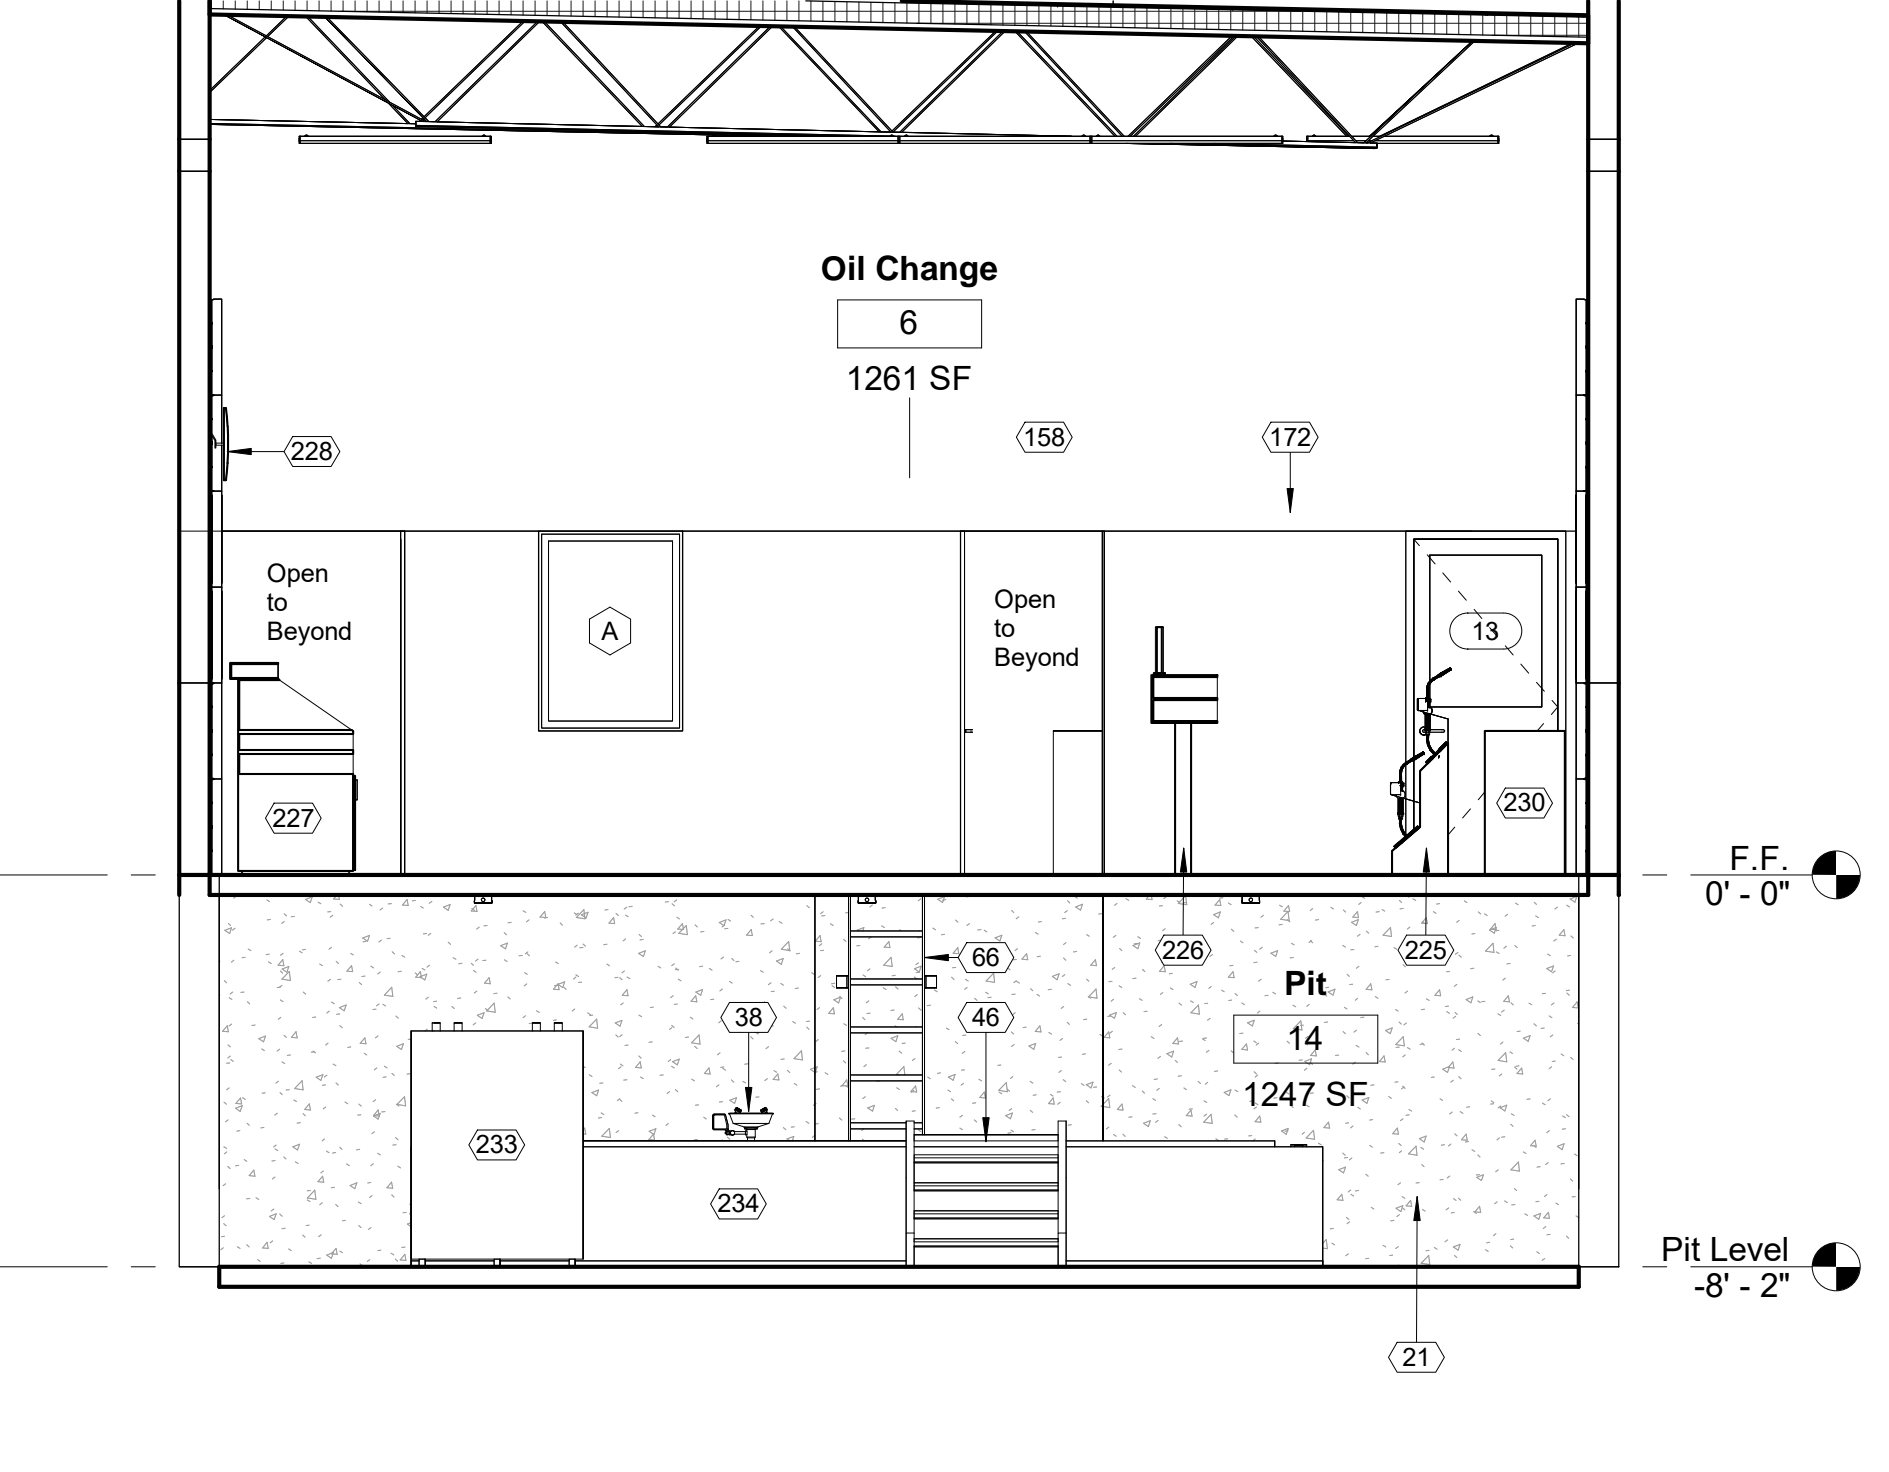 Oil Change
6
1261 SF
228
158
172
Open
to
Beyond
A
Open
to
Beyond
13
227
230
F.F.
0' - 0"
226
225
66
Pit
14
1247 SF
38
46
233
234
Pit Level
-8' - 2"
21